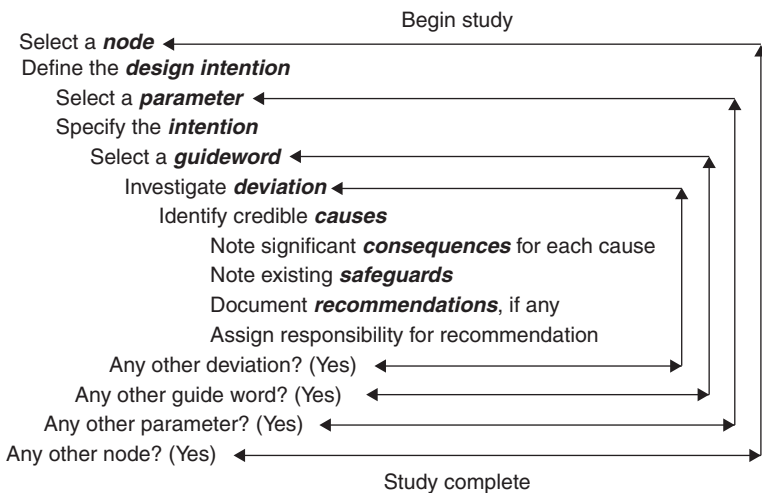 Begin study
Select a node
Define the design intention
Select a parameter
Specify the intention
Select a guideword
Investigate deviation
Identify credible causes
Note significant consequences for each cause
Note existing safeguards
Document recommendations, if any
Assign responsibility for recommendation
Any other deviation? (Yes)
Any other guide word? (Yes)
Any other parameter? (Yes)
Any other node? (Yes)
Study complete